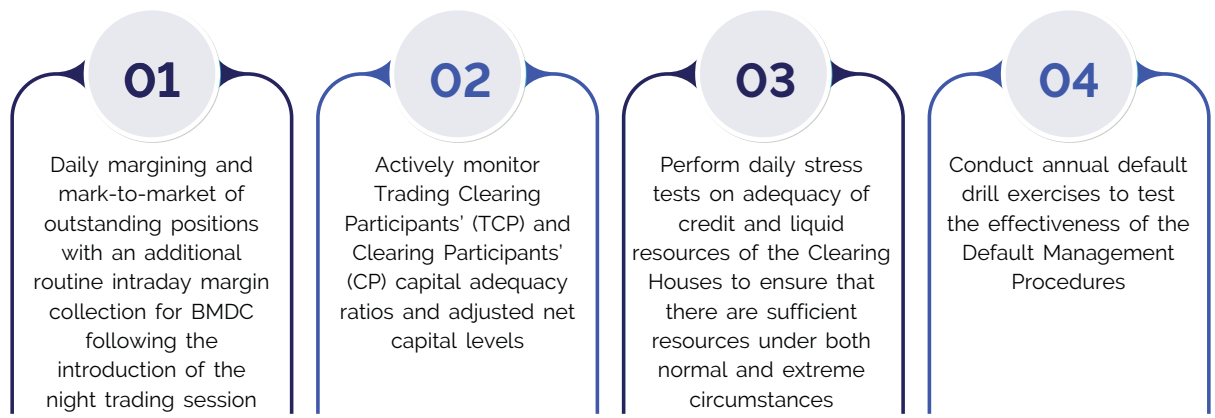 01
Daily margining and
mark-to-market of
outstanding positions
with an additional
routine intraday margin
collection for BMDC
following the
introduction of the
night trading session
02
Actively monitor
Trading Clearing
Participants' (TCP) and
Clearing Participants'
(CP) capital adequacy
ratios and adjusted net
capital levels
03
Perform daily stress
tests on adequacy of
credit and liquid
resources of the Clearing
Houses to ensure that
there are sufficient
resources under both
normal and extreme
circumstances
04
Conduct annual default
drill exercises to test
the effectiveness of the
Default Management
Procedures